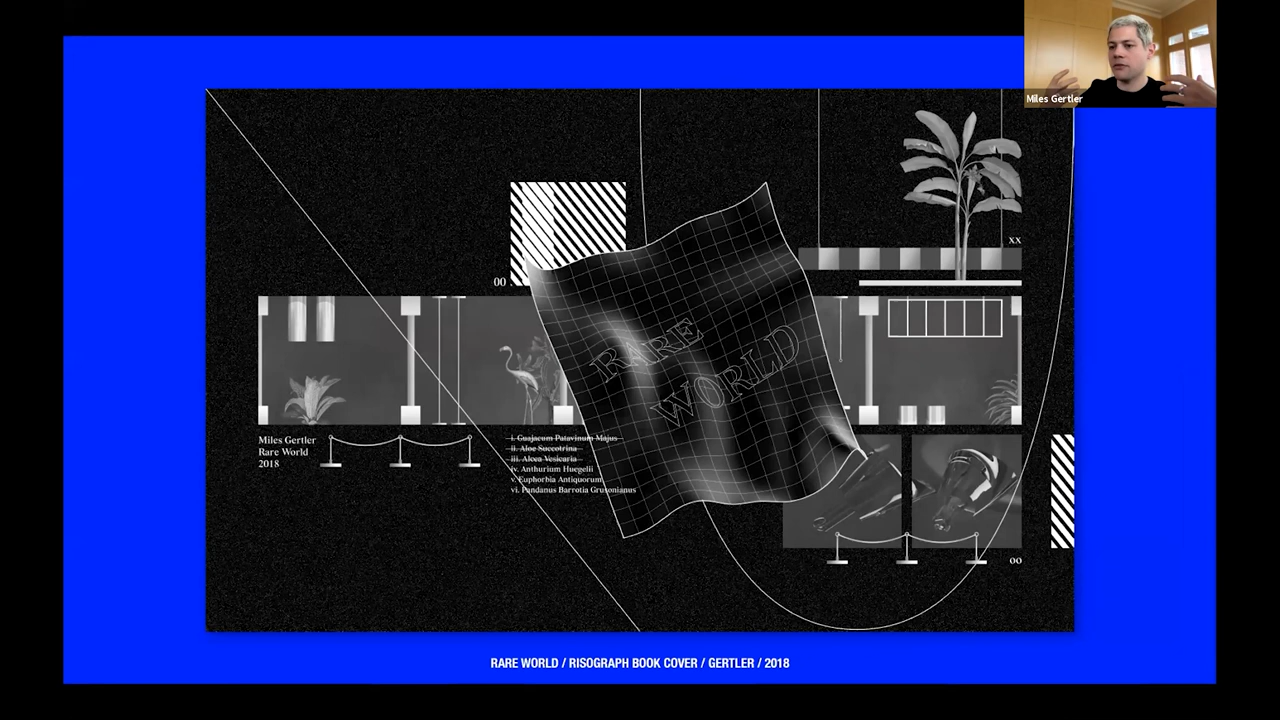 Miles Gertler
XX
00
RARE
WORLD
Miles Gertler
Rare World
2018
i. Guajacum Patavinum Majus
ii. Aloe Succotrina
iii. Alcea Vesicaria
iv. Anthurium Huegelii
v. Euphorbia Antiquorum
vi. Pandanus Barrotia Grusonianus
00
RARE WORLD / RISOGRAPH BOOK COVER / GERTLER / 2018